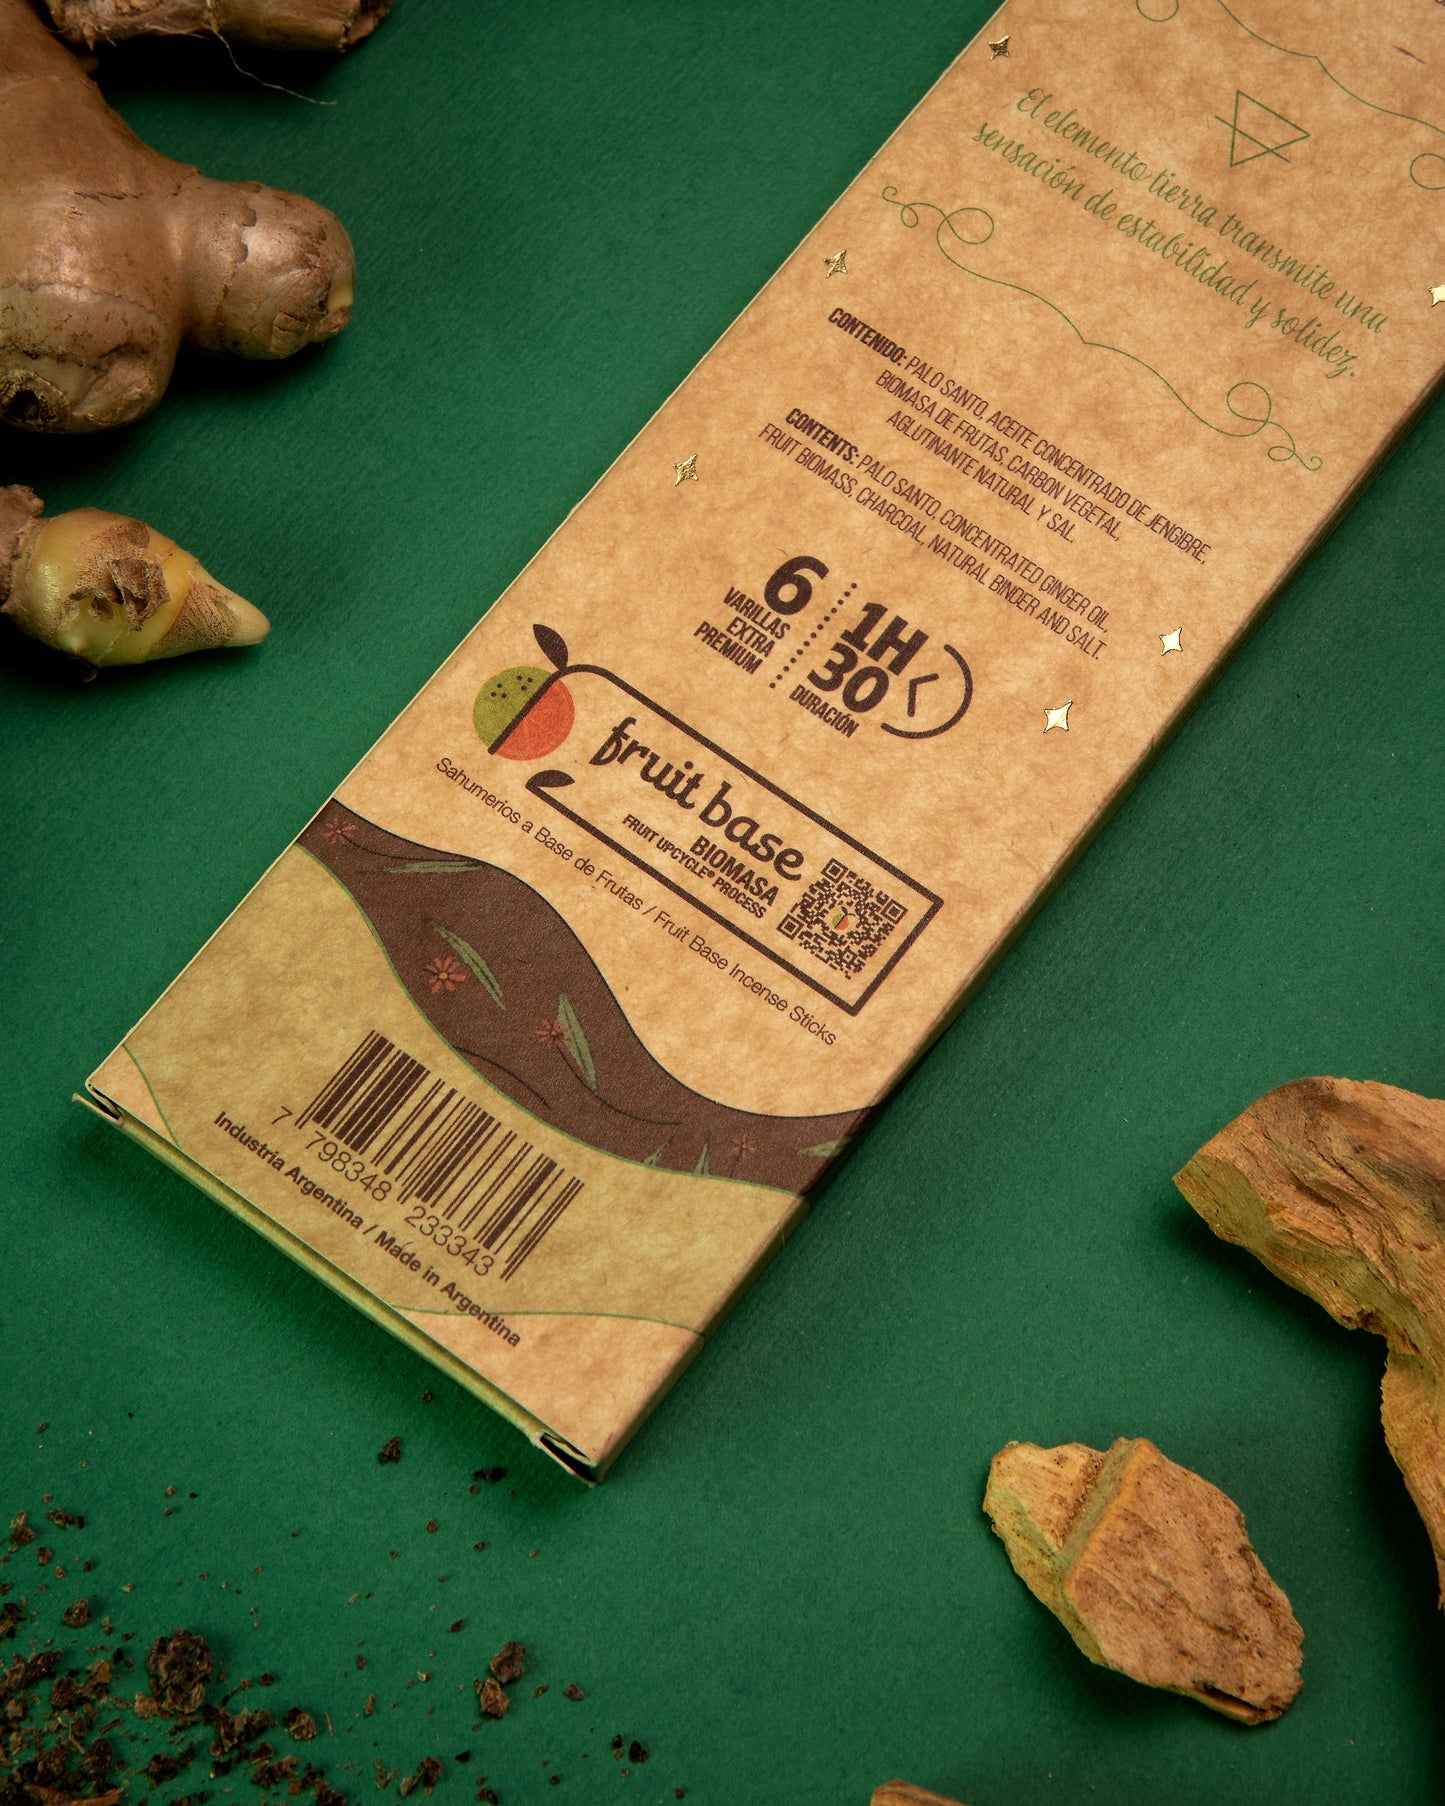 El elemento tierra transmite una
sensación de estabilidad y solidez.
CONTENIDO: PALO SANTO, ACEITE CONCENTRADO DE JENGIBRE,
BIOMASA DE FRUTAS, CARBON VEGETAL,
AGLUTINANTE NATURAL Y SAL.
CONTENTS: PALO SANTO, CONCENTRATED GINGER OIL,
FRUIT BIOMASS, CHARCOAL, NATURAL BINDER AND SALT.
6
VARILLAS
EXTRA
PREMIUM
1H
30
DURACIÓN
fruit base
BIOMASA
FRUIT UPCYCLE® PROCESS
Sahumerios a Base de Frutas / Fruit Base Incense Sticks
7 798348 233343
Industria Argentina / Made in Argentina